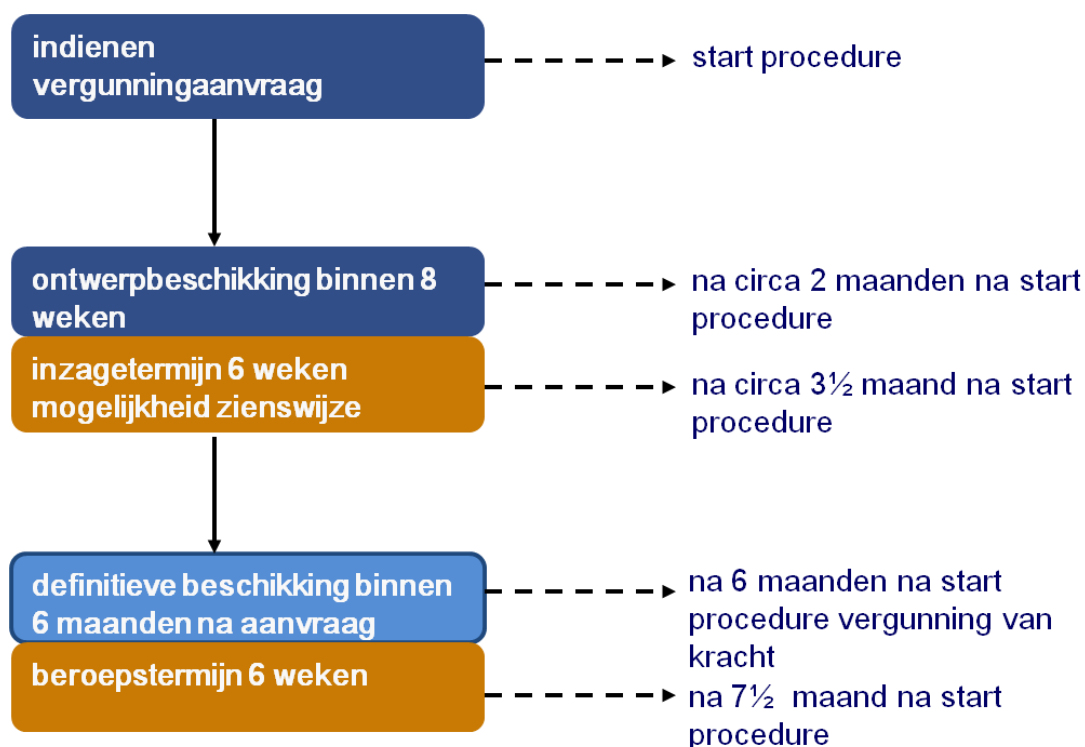 indienen
vergunningaanvraag
start procedure
ontwerpbeschikking binnen 8
weken
na circa 2 maanden na start
procedure
inzagetermijn 6 weken
mogelijkheid zienswijze
na circa 3½ maand na start
procedure
definitieve beschikking binnen
6 maanden na aanvraag
na 6 maanden na start
procedure vergunning van
kracht
beroepstermijn 6 weken
na 7½ maand na start
procedure